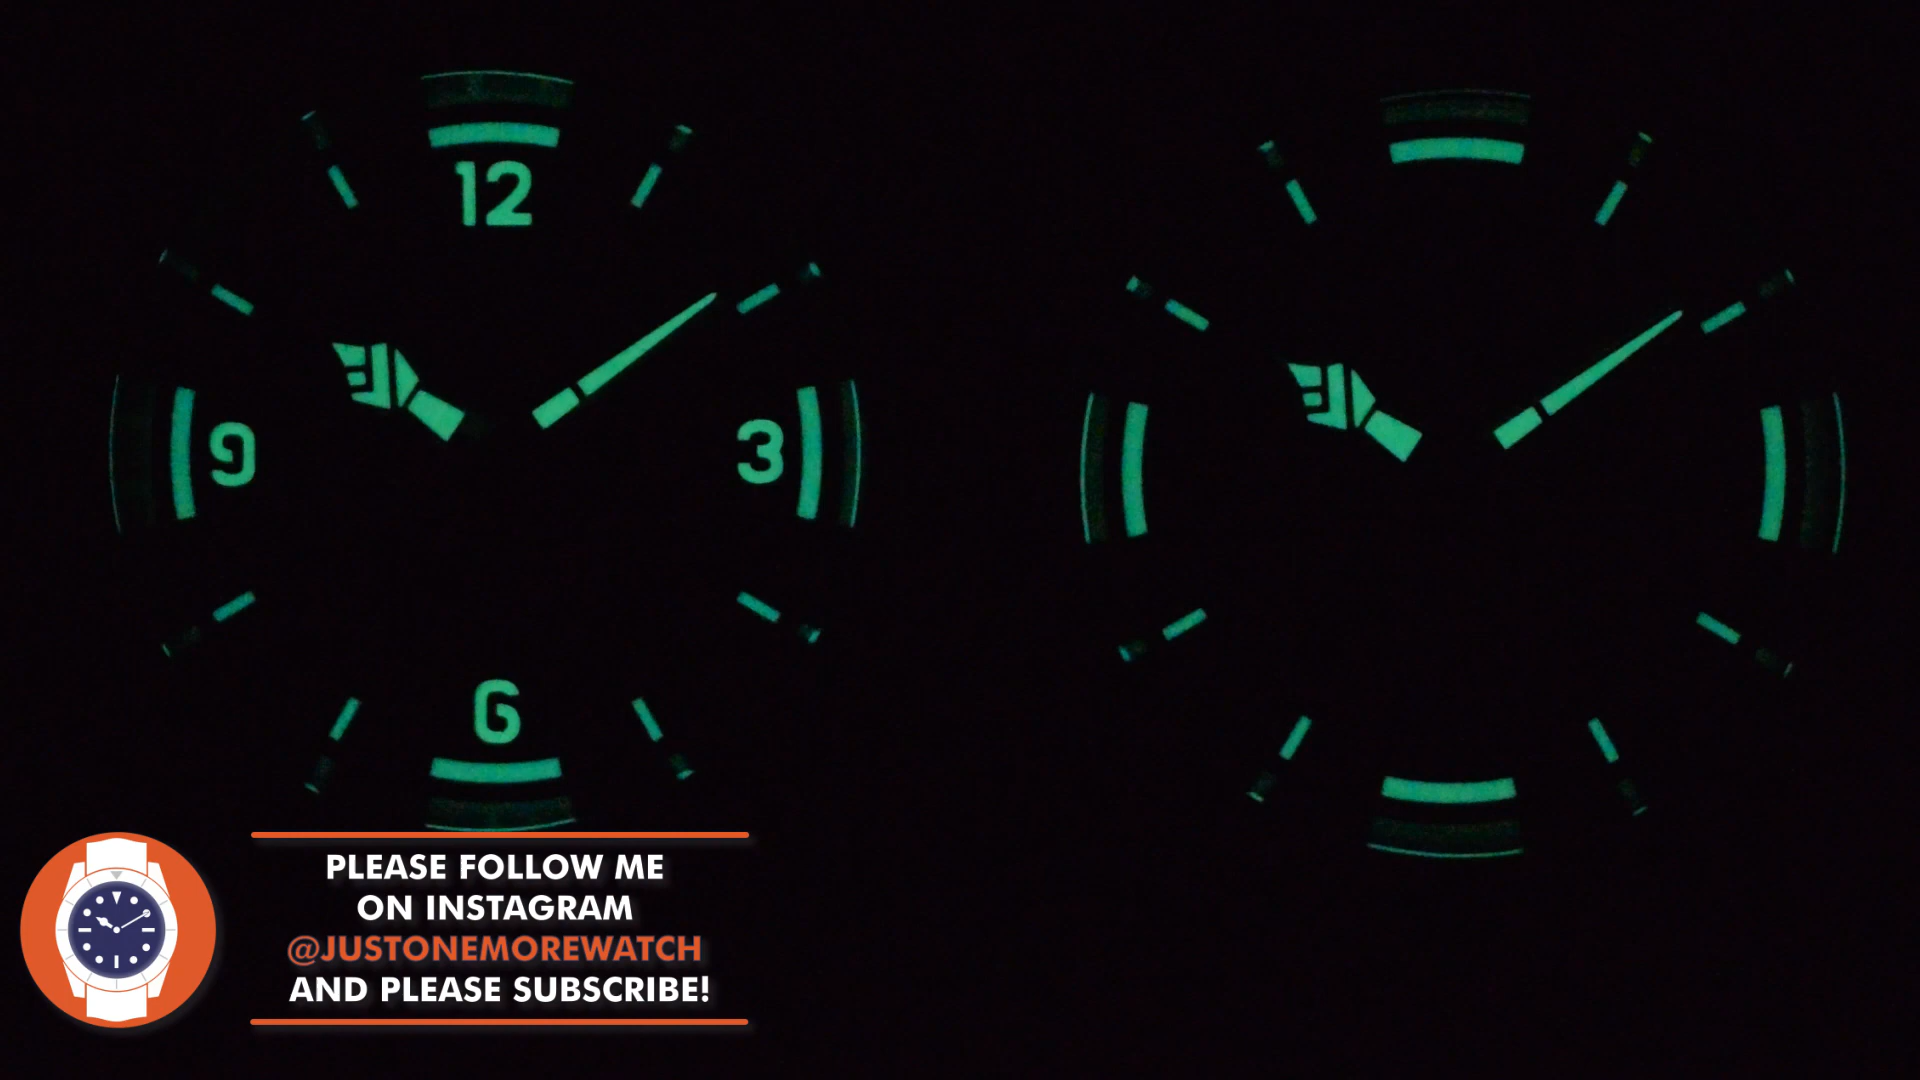 12
9
3
6
PLEASE FOLLOW ME
ON INSTAGRAM
@JUSTONEMOREWATCH
AND PLEASE SUBSCRIBE!